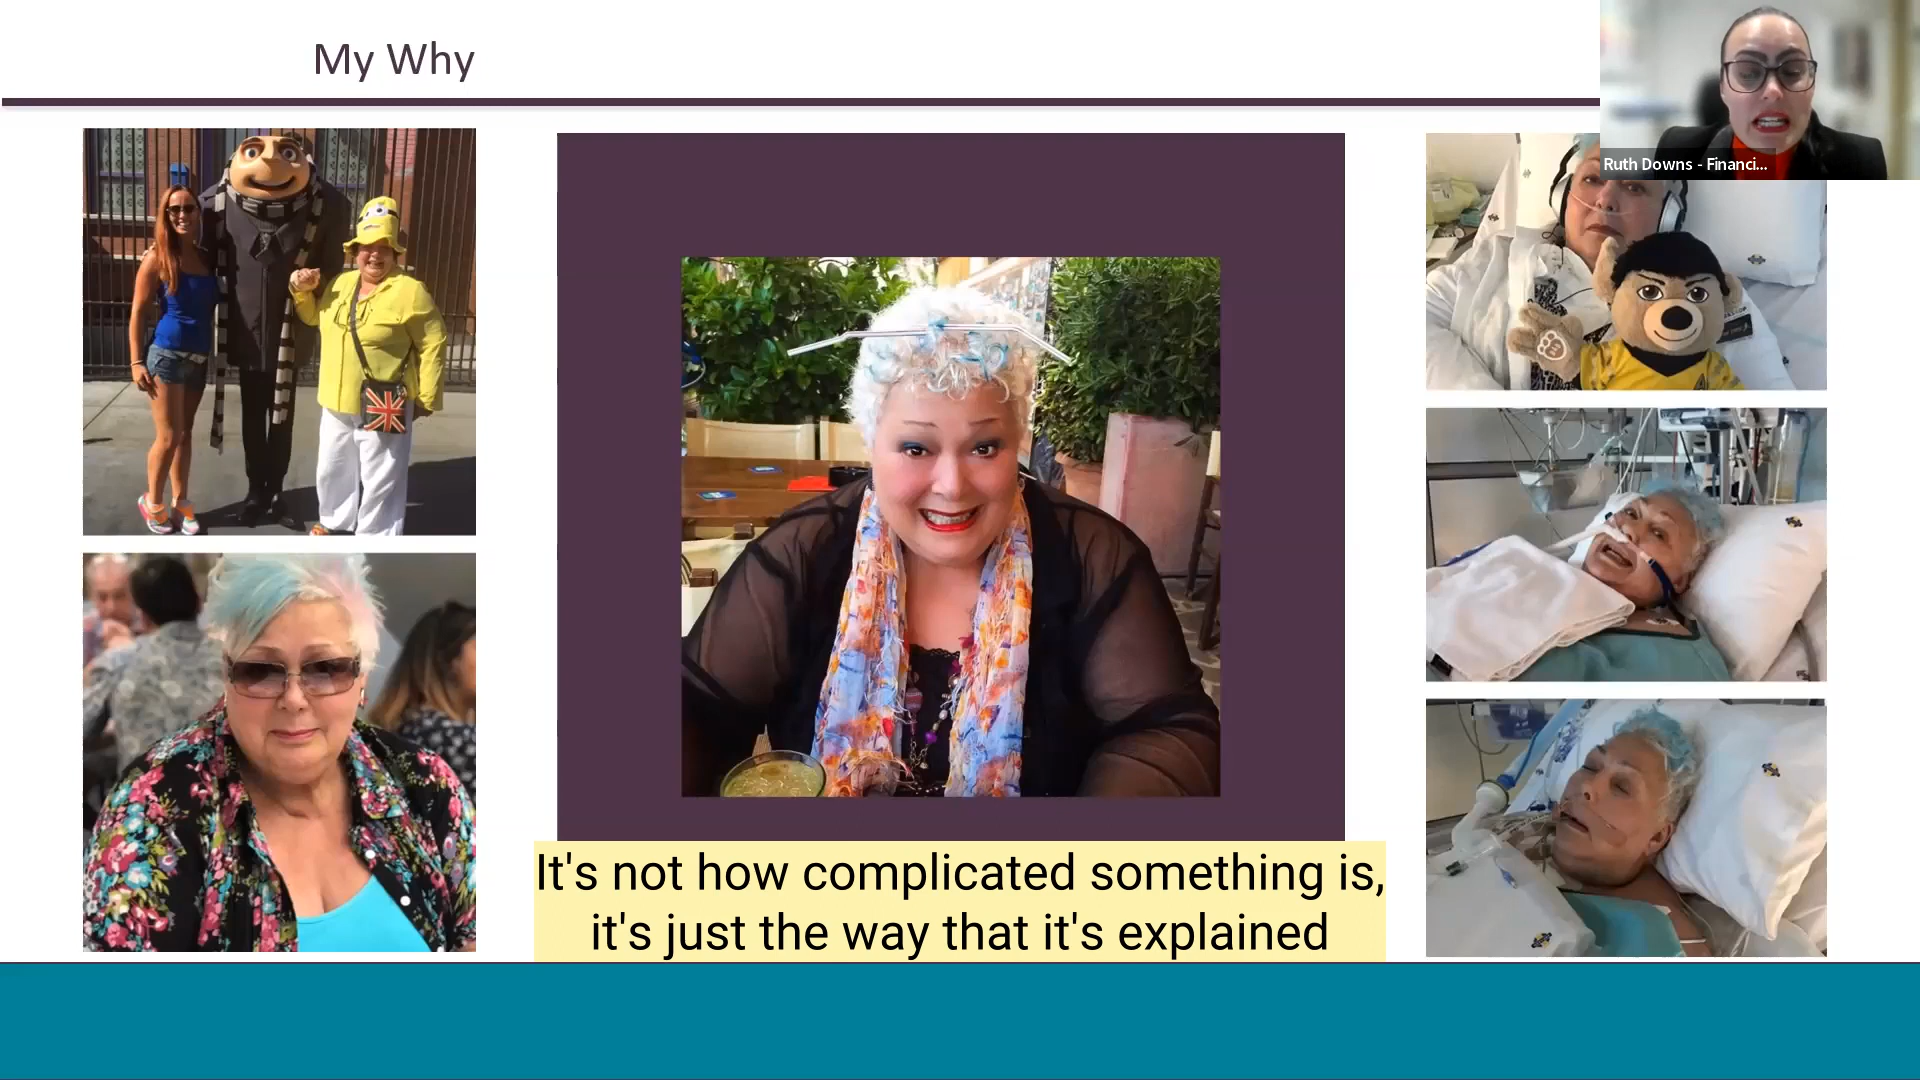 My Why
Ruth Downs - Financi...
It's not how complicated something is,
it's just the way that it's explained